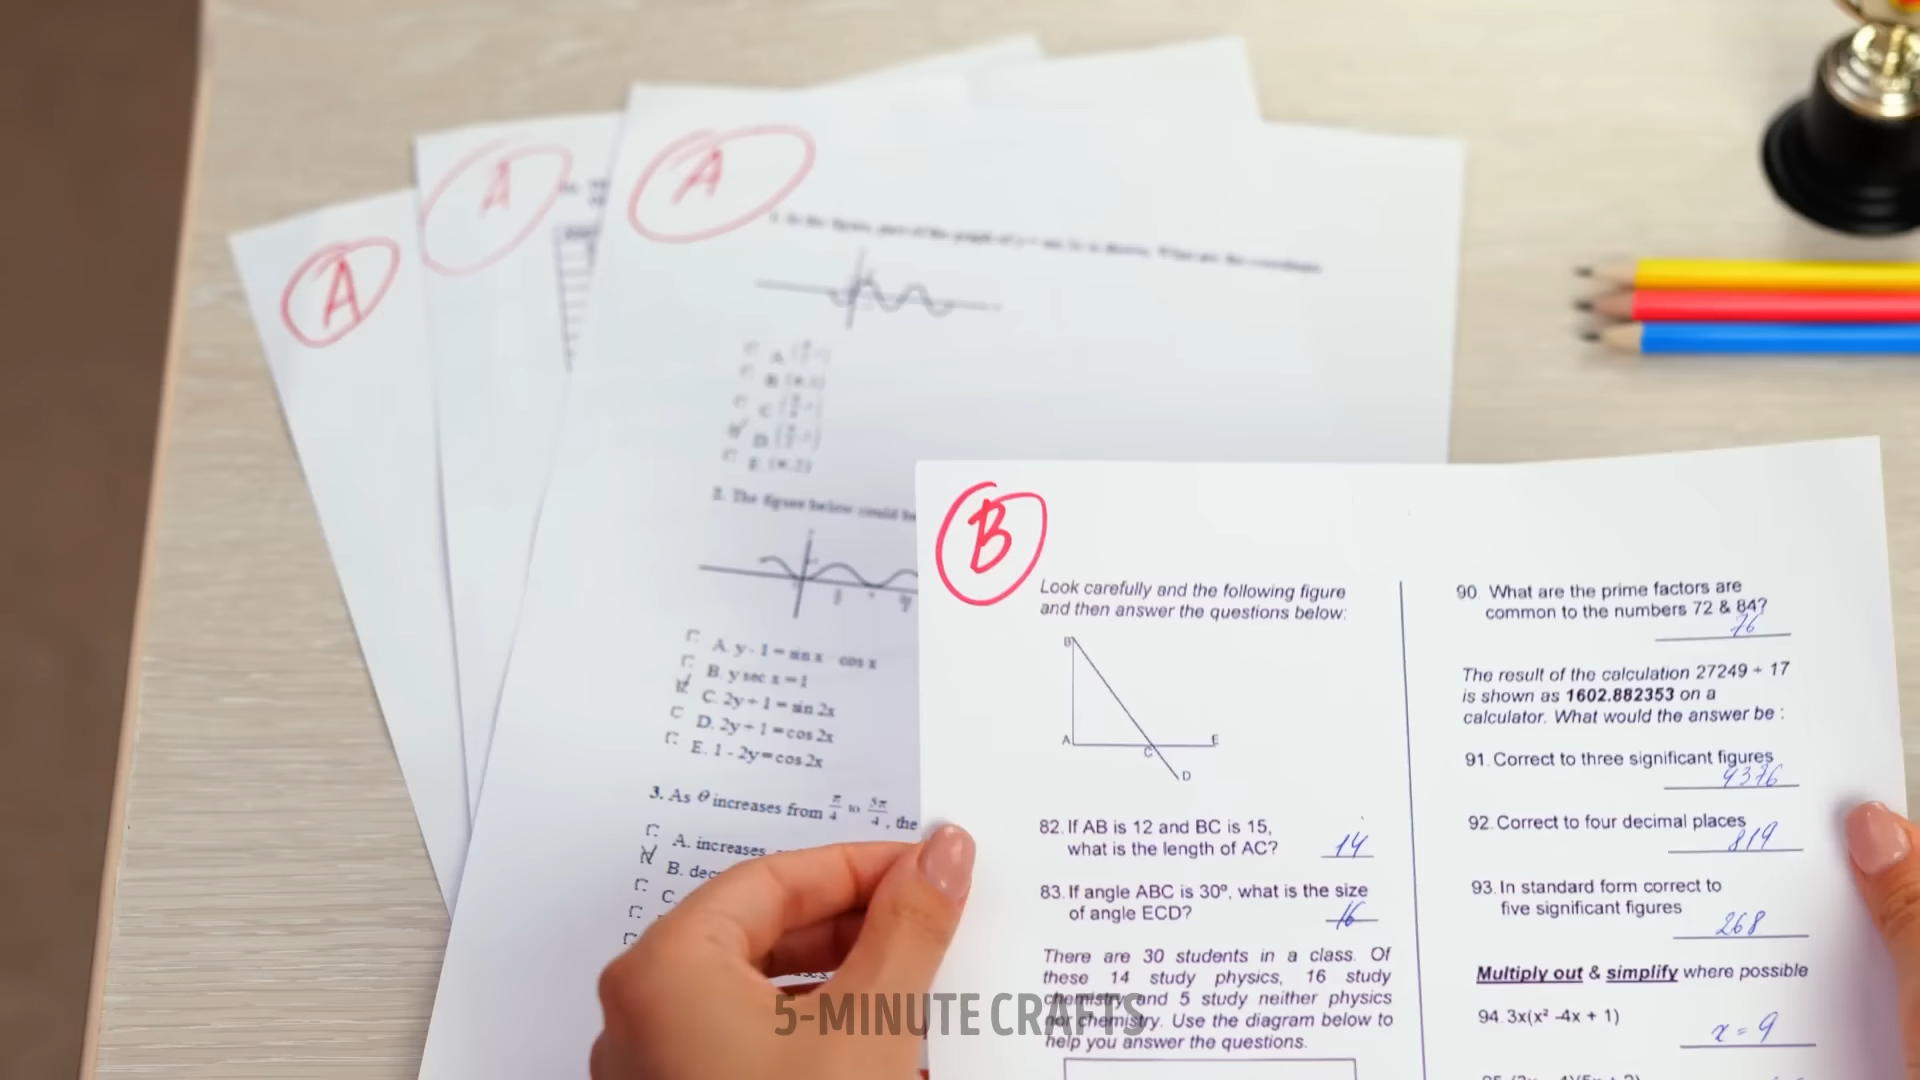 A
A
A
2. The figure below could be
A. y - 1 = sin x cos x
B. y sec x = 1
C. 2y + 1 = sin 2x
D. 2y + 1 = cos 2x
E. 1 - 2y = cos 2x
3. As θ increases from π/4 to 5π/4, the
A. increases
B. dec
C.
B
Look carefully and the following figure
and then answer the questions below:
B
A
C
E
D
82. If AB is 12 and BC is 15,
what is the length of AC?
14
83. If angle ABC is 30º, what is the size
of angle ECD?
16
There are 30 students in a class. Of
these 14 study physics, 16 study
chemistry and 5 study neither physics
nor chemistry. Use the diagram below to
help you answer the questions.
90. What are the prime factors are
common to the numbers 72 & 84?
76
The result of the calculation 27249 ÷ 17
is shown as 1602.882353 on a
calculator. What would the answer be :
91. Correct to three significant figures
9376
92. Correct to four decimal places
819
93. In standard form correct to
five significant figures
268
Multiply out & simplify where possible
94. 3x(x² -4x + 1)
x = 9
5-MINUTE CRAFTS